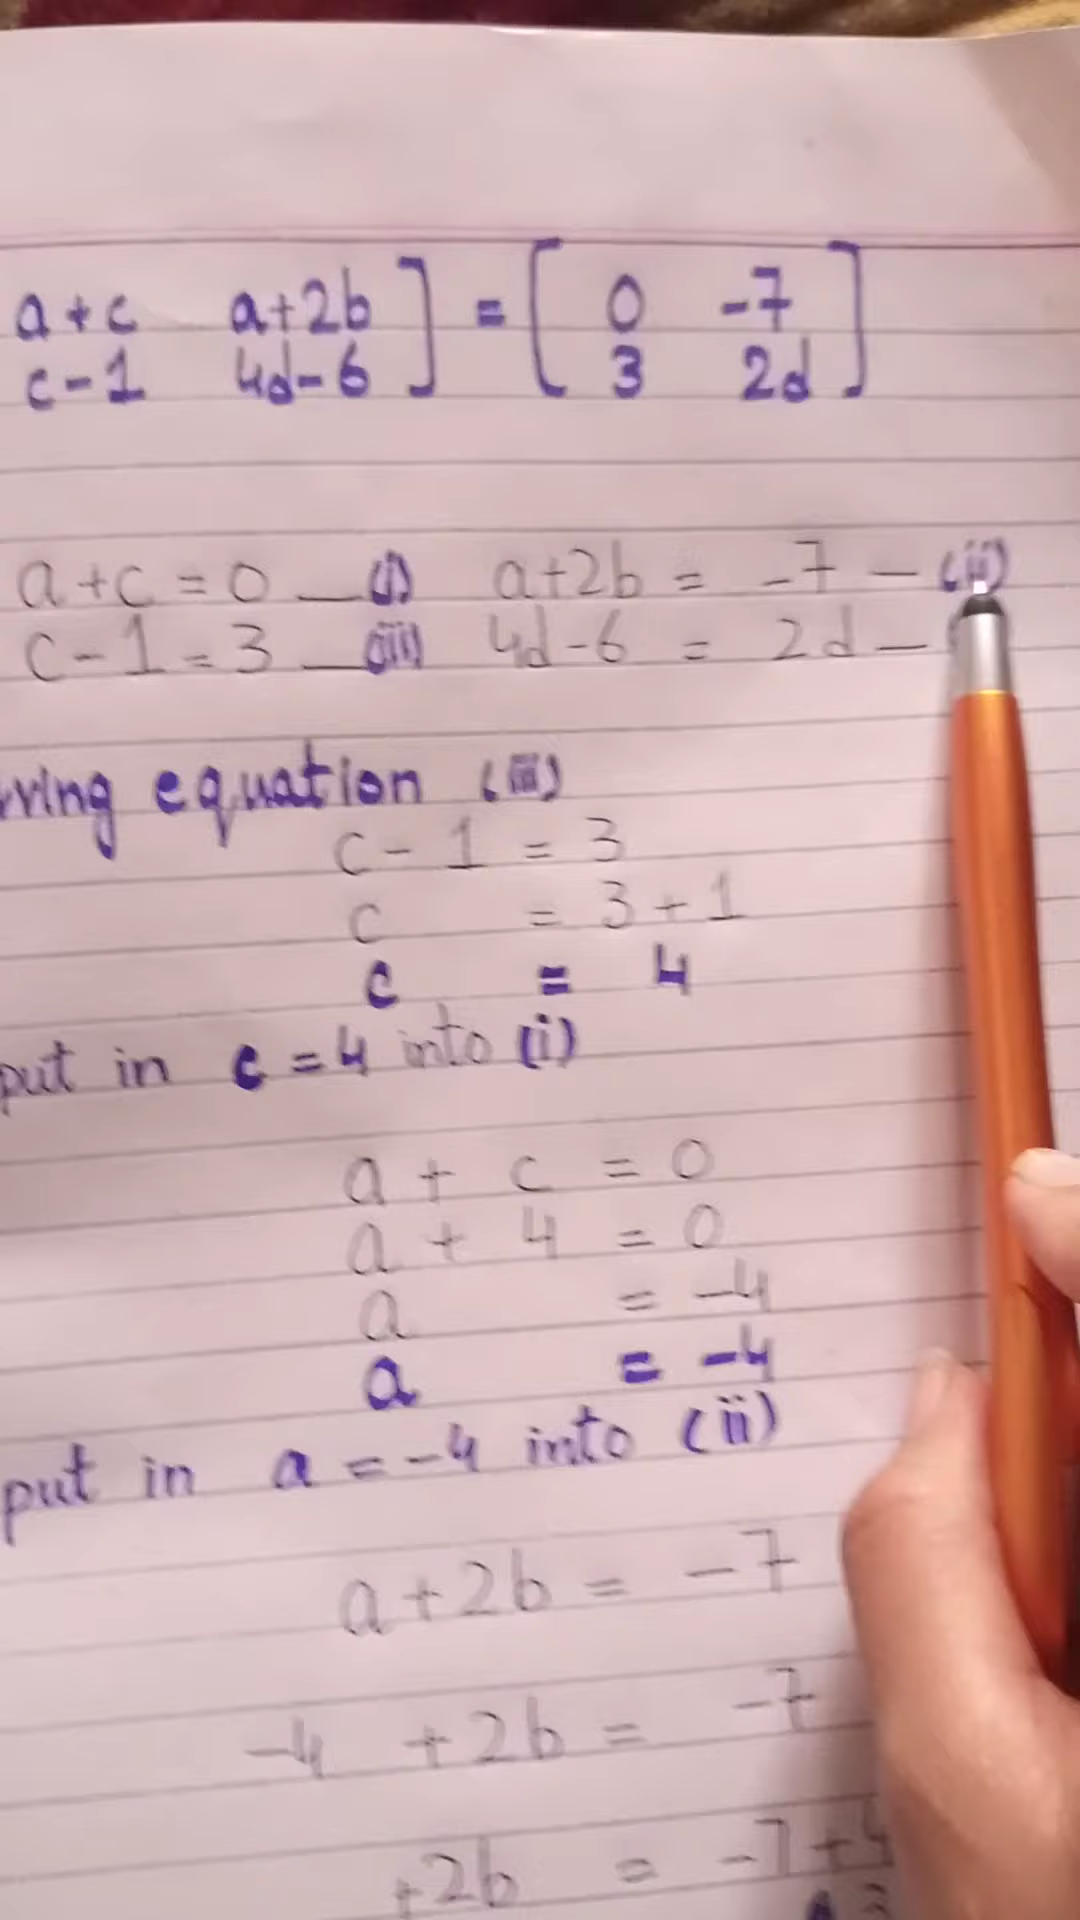 a+c a+2b ] = [ 0 -7 ]
c-1 4d-6 ] = [ 3 2d ]
a+c = 0 — (i) a+2b = -7 — (ii)
c-1 = 3 — (iii) 4d-6 = 2d —
equation (iii)
c - 1 = 3
c = 3 + 1
c = 4
put in c = 4 into (i)
a + c = 0
a + 4 = 0
a = -4
a = -4
put in a = -4 into (ii)
a+2b = -7
-4 +2b = -7
+2b = -7+4